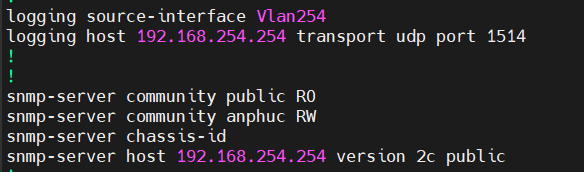 logging source-interface Vlan254
logging host 192.168.254.254 transport udp port 1514
!
!
snmp-server community public RO
snmp-server community anphuc RW
snmp-server chassis-id
snmp-server host 192.168.254.254 version 2c public